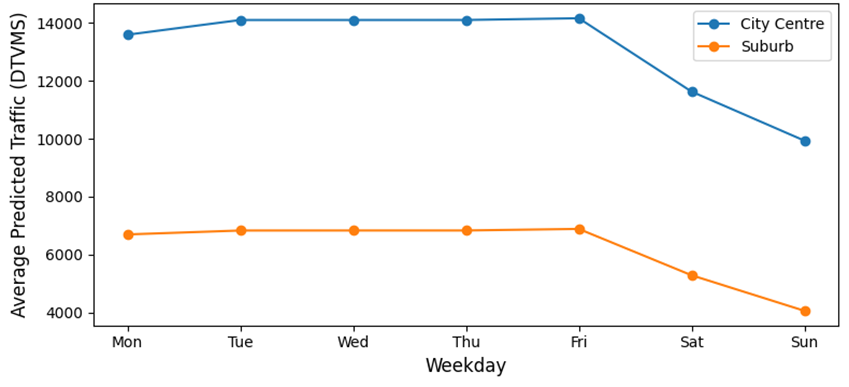 14000
12000
10000
8000
6000
4000
Average Predicted Traffic (DTVMS)
City Centre
Suburb
Mon Tue Wed Thu Fri Sat Sun
Weekday